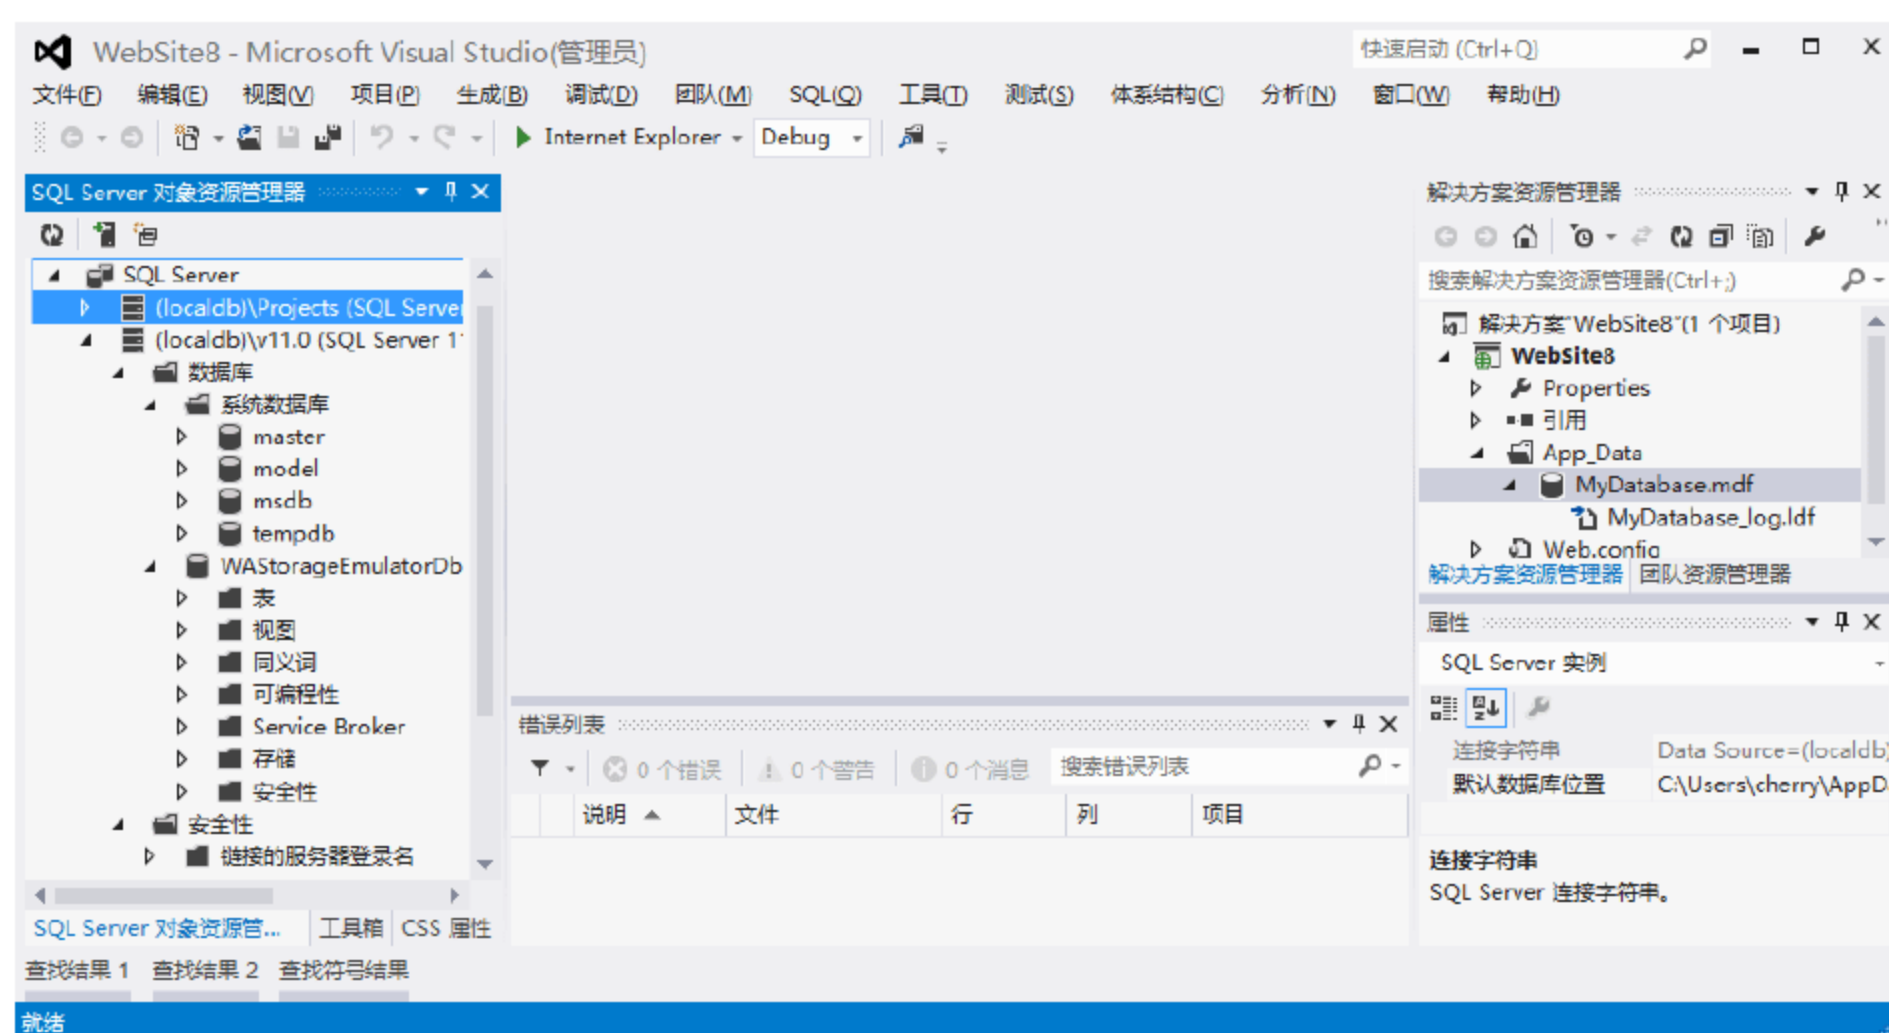 WebSite8 - Microsoft Visual Studio(管理员)
快速启动 (Ctrl+Q)
文件(F) 编辑(E) 视图(V) 项目(P) 生成(B) 调试(D) 团队(M) SQL(Q) 工具(T) 测试(S) 体系结构(C) 分析(N) 窗口(W) 帮助(H)
Internet Explorer Debug
SQL Server 对象资源管理器
SQL Server
(localdb)\Projects (SQL Server
(localdb)\v11.0 (SQL Server 1
数据库
系统数据库
master
model
msdb
tempdb
WAStorageEmulatorDb
表
视图
同义词
可编程性
Service Broker
存储
安全性
安全性
链接的服务器登录名
SQL Server 对象资源管... 工具箱 CSS 属性
错误列表
0 个错误 0 个警告 0 个消息 搜索错误列表
说明 文件 行 列 项目
解决方案资源管理器
搜索解决方案资源管理器(Ctrl+;)
解决方案"WebSite8"(1 个项目)
WebSite8
Properties
引用
App_Data
MyDatabase.mdf
MyDatabase_log.ldf
Web.config
解决方案资源管理器 团队资源管理器
属性
SQL Server 实例
连接字符串 Data Source=(localdb)
默认数据库位置 C:\Users\cherry\AppD
连接字符串
SQL Server 连接字符串。
查找结果 1 查找结果 2 查找符号结果
就绪